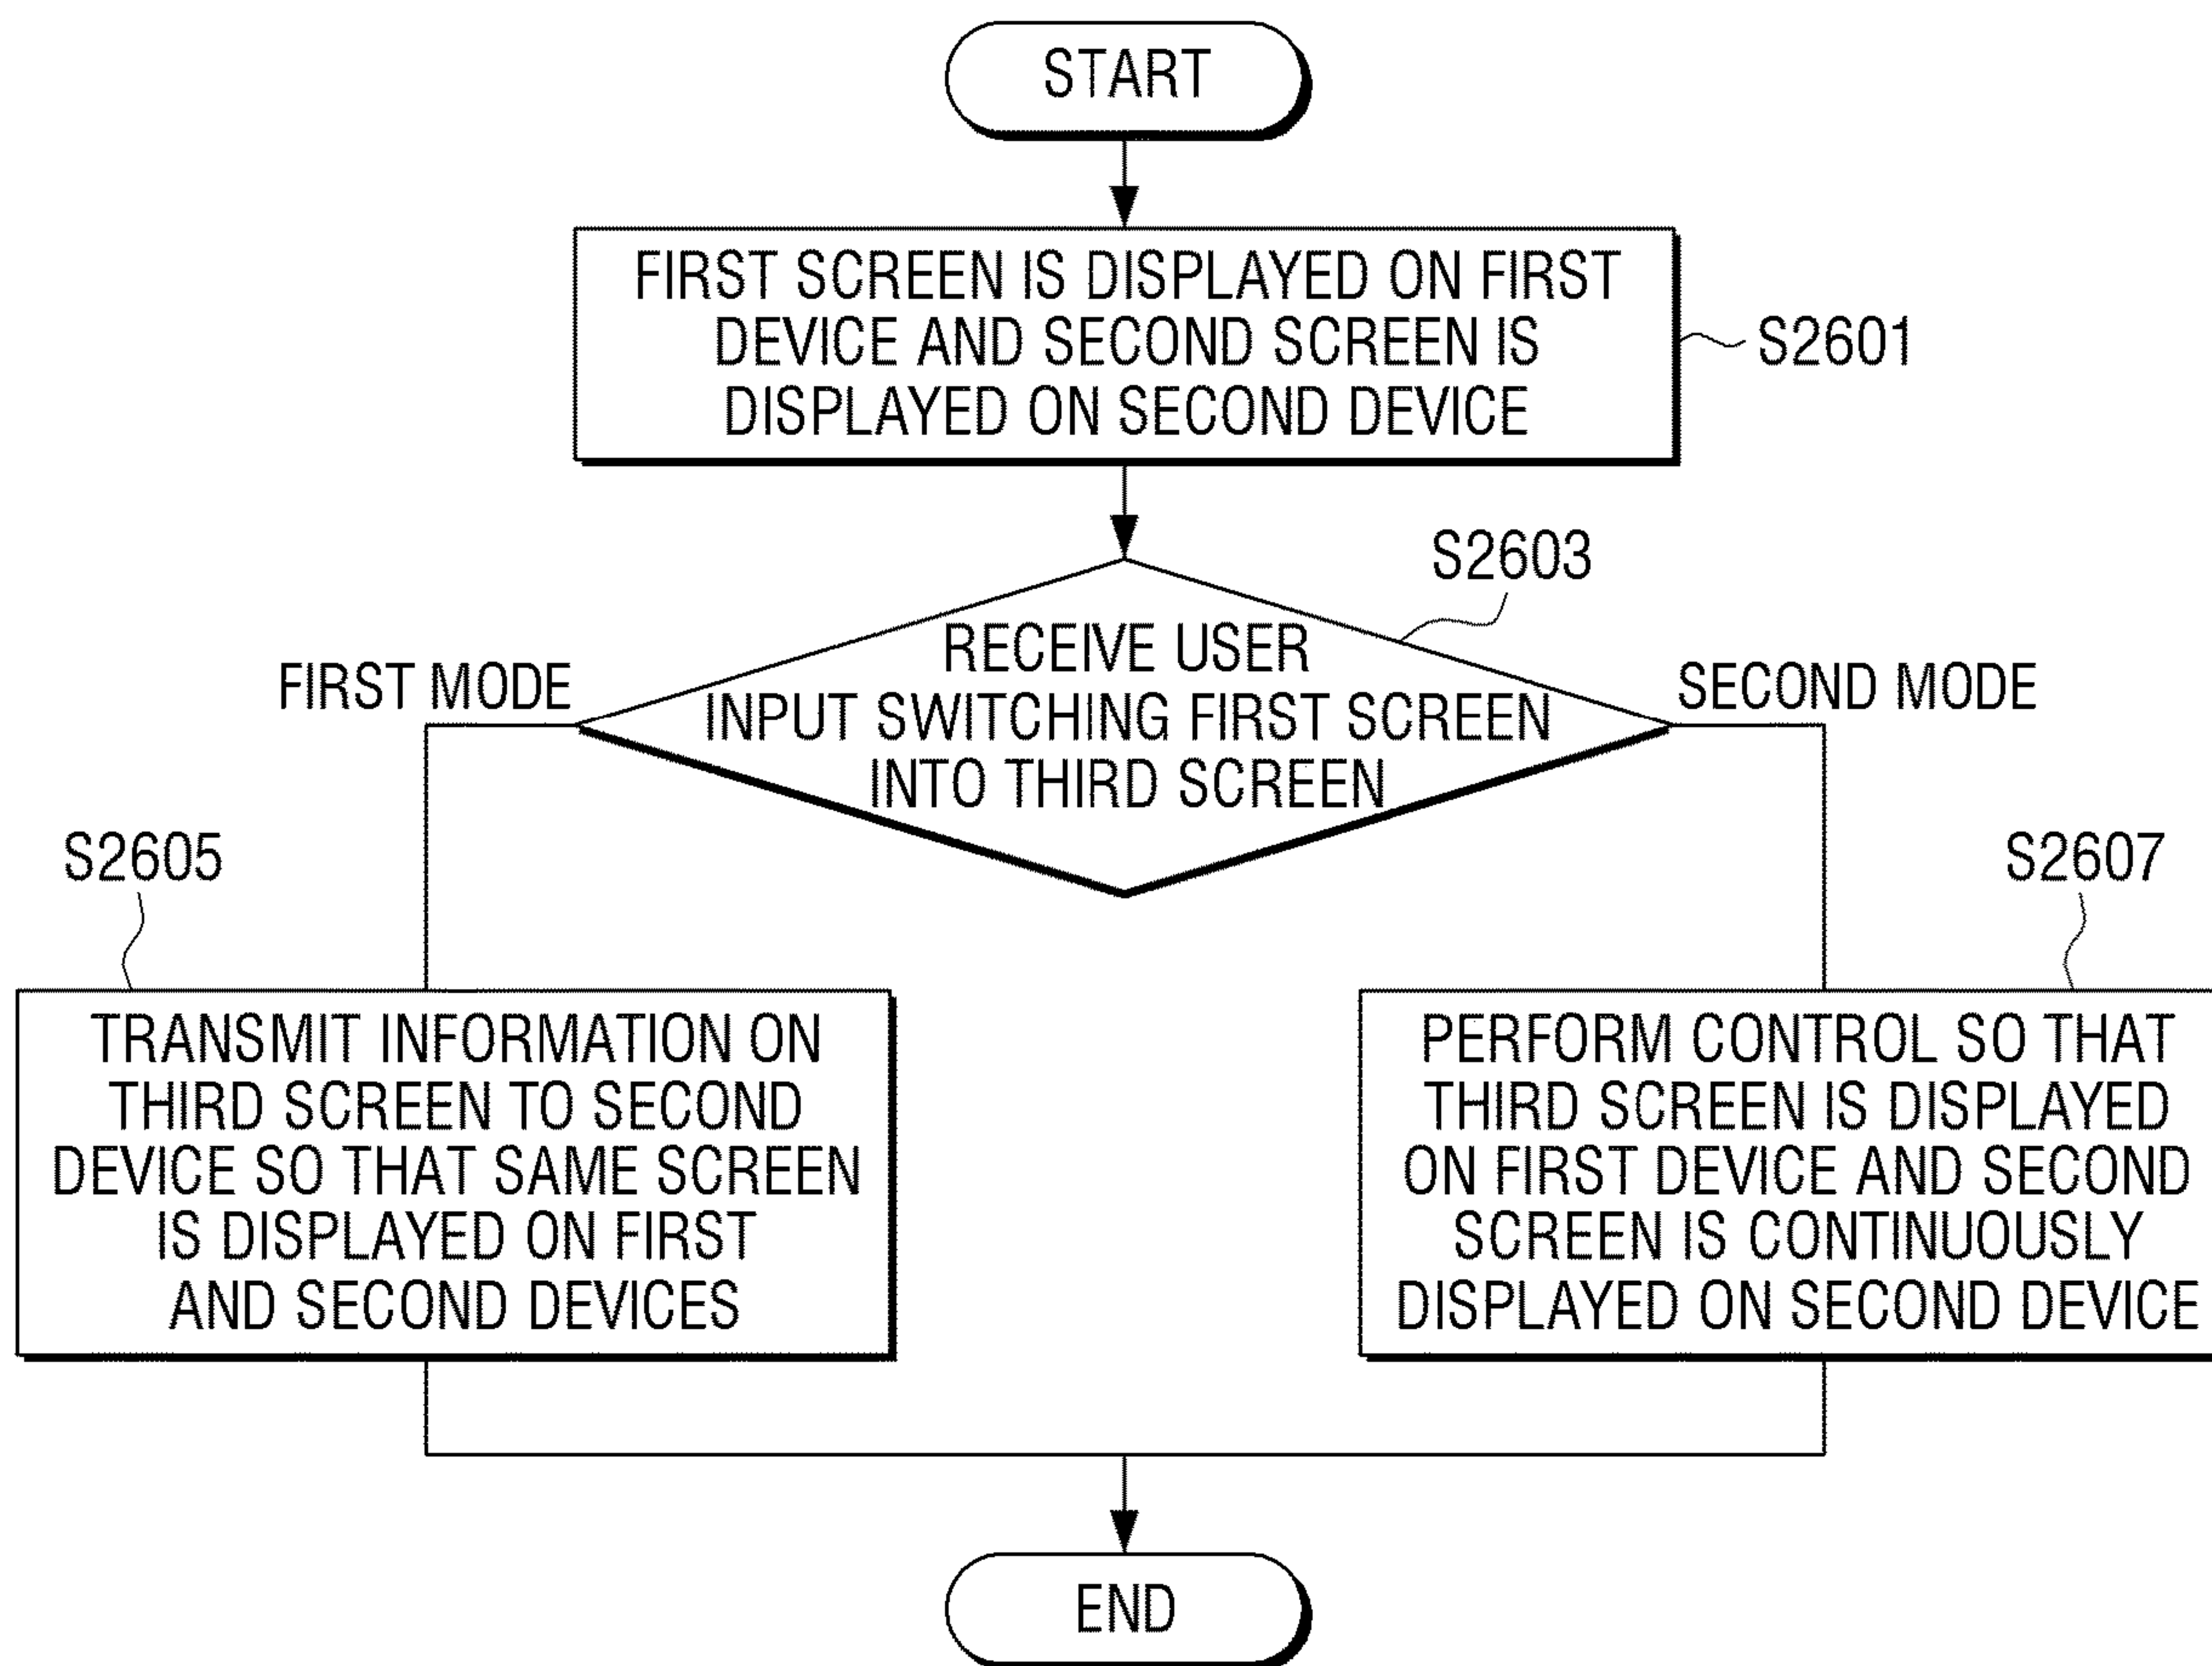 START
FIRST SCREEN IS DISPLAYED ON FIRST
DEVICE AND SECOND SCREEN IS
DISPLAYED ON SECOND DEVICE
S2601
S2603
RECEIVE USER
INPUT SWITCHING FIRST SCREEN
INTO THIRD SCREEN
FIRST MODE
SECOND MODE
S2605
TRANSMIT INFORMATION ON
THIRD SCREEN TO SECOND
DEVICE SO THAT SAME SCREEN
IS DISPLAYED ON FIRST
AND SECOND DEVICES
S2607
PERFORM CONTROL SO THAT
THIRD SCREEN IS DISPLAYED
ON FIRST DEVICE AND SECOND
SCREEN IS CONTINUOUSLY
DISPLAYED ON SECOND DEVICE
END